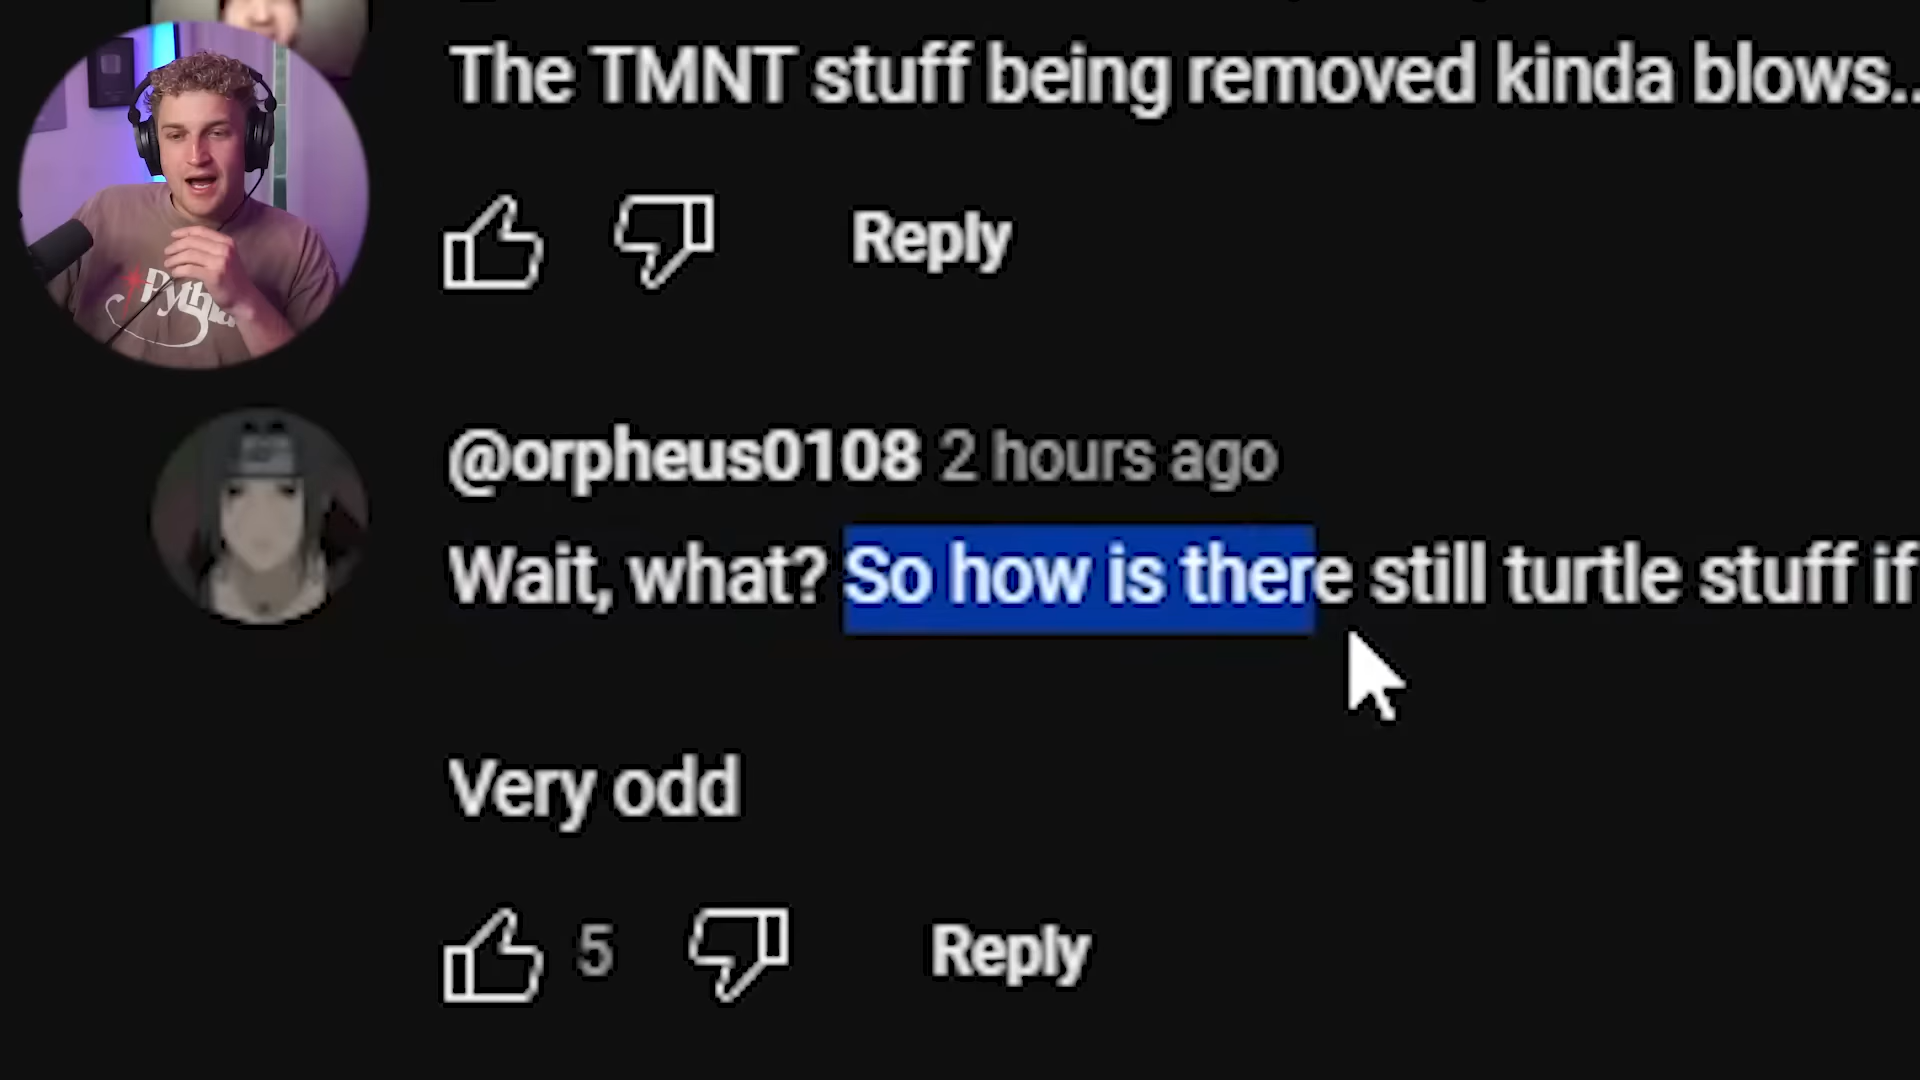 The TMNT stuff being removed kinda blows..
Reply
@orpheus0108 2 hours ago
Wait, what? So how is there still turtle stuff if
Very odd
5
Reply